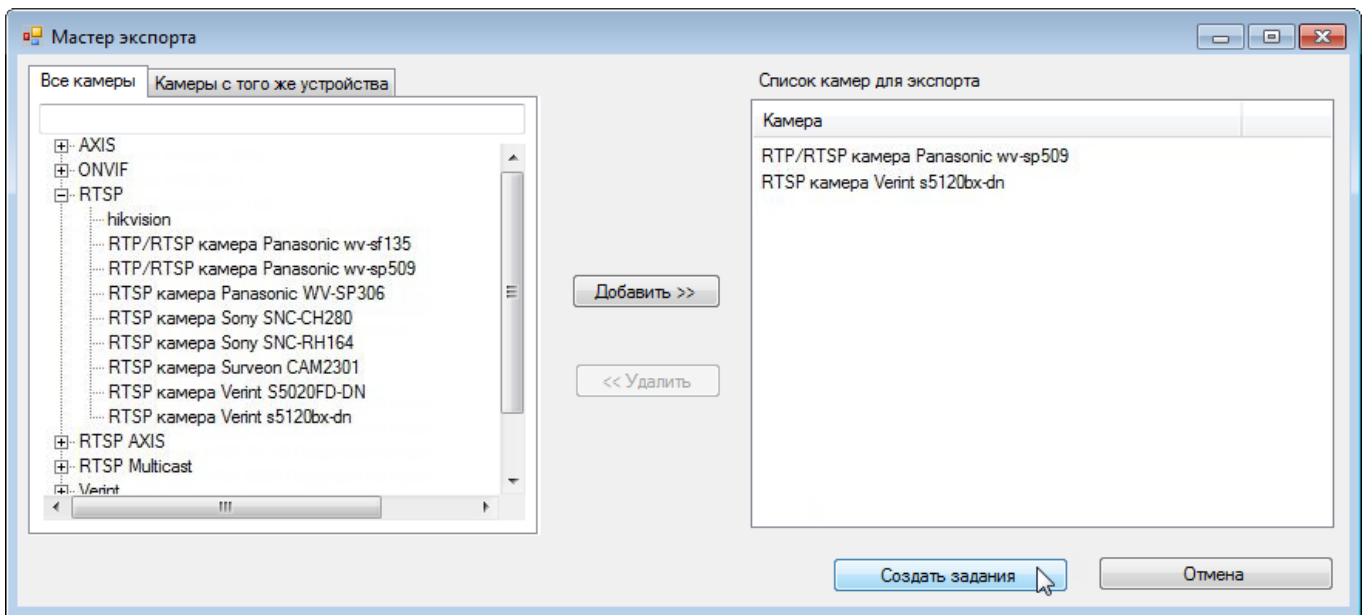 Мастер экспорта
Все камеры
Камеры с того же устройства
AXIS
ONVIF
RTSP
hikvision
RTP/RTSP камера Panasonic wv-sf135
RTP/RTSP камера Panasonic wv-sp509
RTSP камера Panasonic WV-SP306
RTSP камера Sony SNC-CH280
RTSP камера Sony SNC-RH164
RTSP камера Surveon CAM2301
RTSP камера Verint S5020FD-DN
RTSP камера Verint s5120bx-dn
RTSP AXIS
RTSP Multicast
Verint
Добавить >>
<< Удалить
Список камер для экспорта
Камера
RTP/RTSP камера Panasonic wv-sp509
RTSP камера Verint s5120bx-dn
Создать задания
Отмена